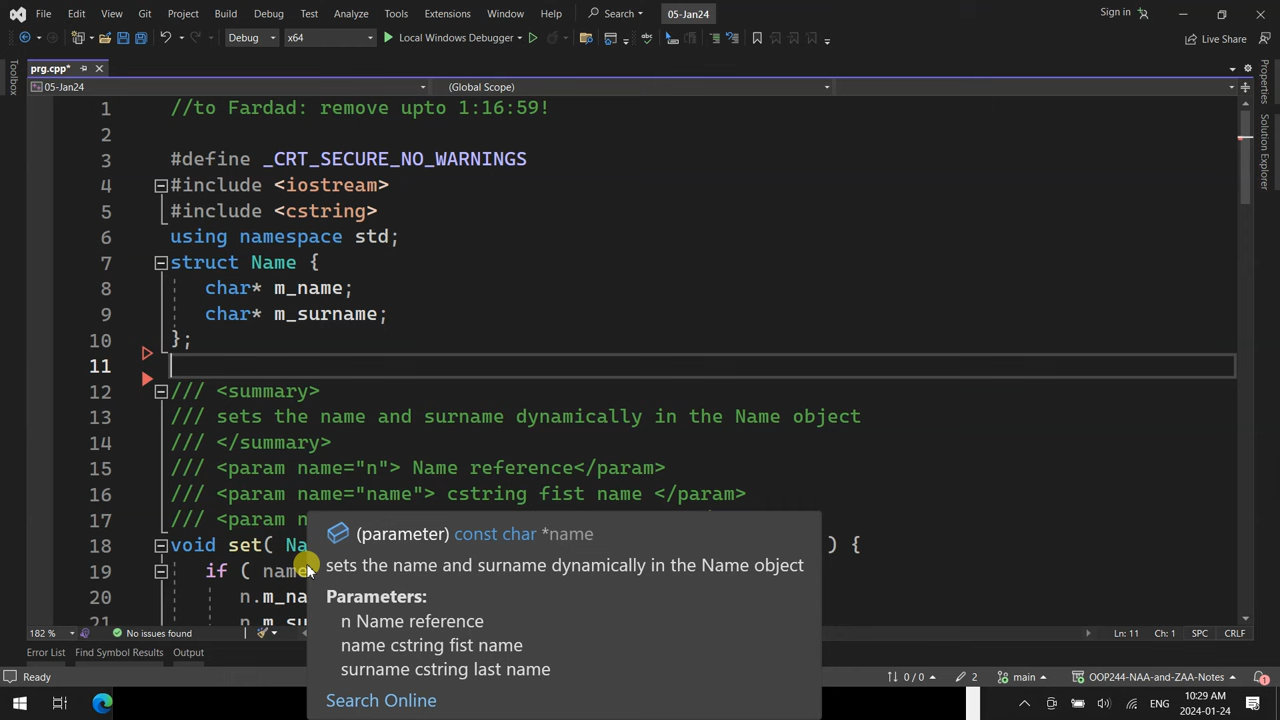 File Edit View Git Project Build Debug Test Analyze Tools Extensions Window Help Search 05-Jan24 Sign in
Debug x64 Local Windows Debugger Live Share
Toolbox
prg.cpp*
05-Jan24 (Global Scope)
Properties
Solution Explorer
1 //to Fardad: remove upto 1:16:59!
2
3 #define _CRT_SECURE_NO_WARNINGS
4 #include <iostream>
5 #include <cstring>
6 using namespace std;
7 struct Name {
8 char* m_name;
9 char* m_surname;
10 };
11
12 /// <summary>
13 /// sets the name and surname dynamically in the Name object
14 /// </summary>
15 /// <param name="n"> Name reference</param>
16 /// <param name="name"> cstring fist name </param>
17 /// <param n
18 void set( Na ) {
19 if ( name
20 n.m_na
21 n.m_su
(parameter) const char *name
sets the name and surname dynamically in the Name object
Parameters:
n Name reference
name cstring fist name
surname cstring last name
Search Online
182 % No issues found Ln: 11 Ch: 1 SPC CRLF
Error List Find Symbol Results Output
Ready 0 / 0 2 main OOP244-NAA-and-ZAA-Notes 1
ENG 10:29 AM
2024-01-24